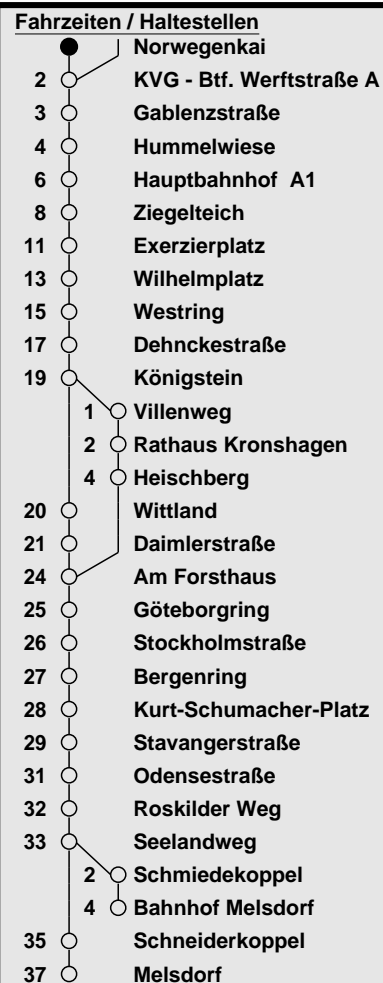 Fahrzeiten / Haltestellen
Norwegenkai
2 KVG - Btf. Werftstraße A
3 Gablenzstraße
4 Hummelwiese
6 Hauptbahnhof A1
8 Ziegelteich
11 Exerzierplatz
13 Wilhelmplatz
15 Westring
17 Dehnckestraße
19 Königstein
1 Villenweg
2 Rathaus Kronshagen
4 Heischberg
20 Wittland
21 Daimlerstraße
24 Am Forsthaus
25 Göteborgring
26 Stockholmstraße
27 Bergenring
28 Kurt-Schumacher-Platz
29 Stavangerstraße
31 Odensestraße
32 Roskilder Weg
33 Seelandweg
2 Schmiedekoppel
4 Bahnhof Melsdorf
35 Schneiderkoppel
37 Melsdorf